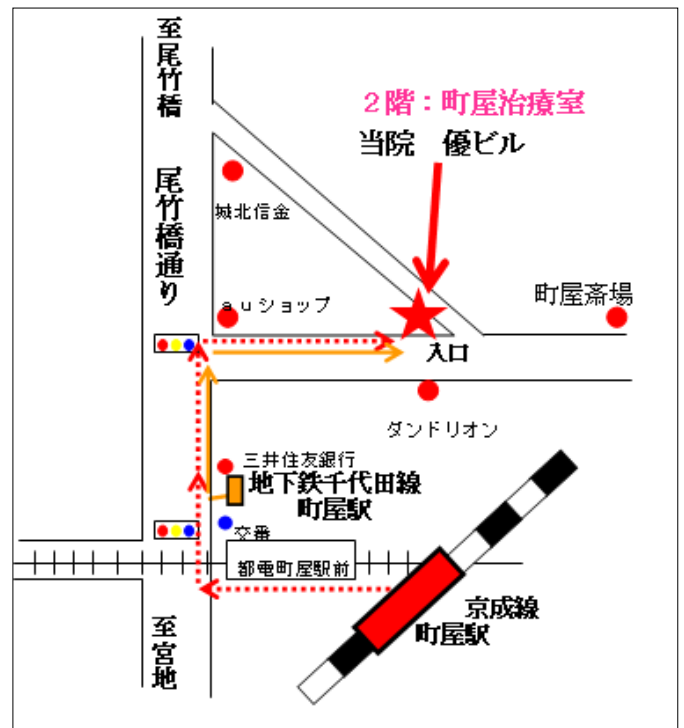 至尾竹橋
２階：町屋治療室
当院　優ビル
尾竹橋通り
城北信金
町屋斎場
ａｕショップ
入口
ダンドリオン
三井住友銀行
地下鉄千代田線
町屋駅
交番
都電町屋駅前
京成線
町屋駅
至宮地